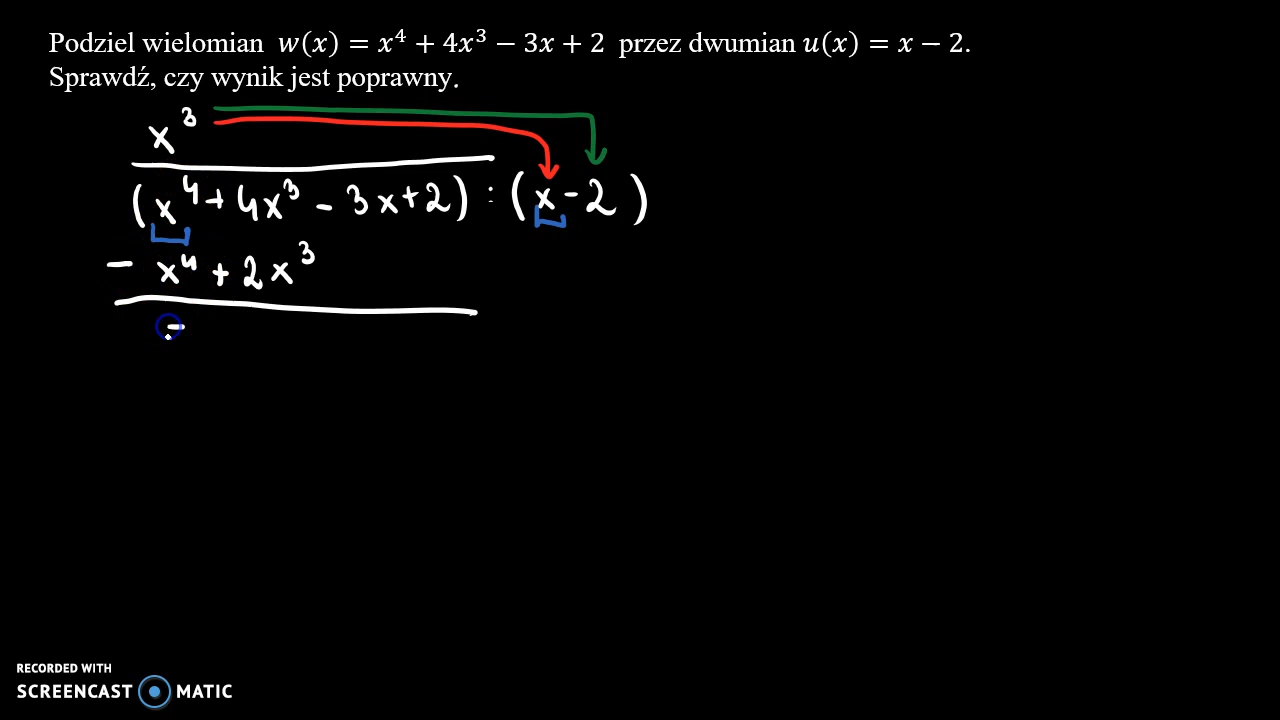 Podziel wielomian w(x) = x⁴ + 4x³ − 3x + 2 przez dwumian u(x) = x − 2.
Sprawdź, czy wynik jest poprawny.
x³
(x⁴ + 4x³ - 3x + 2) : (x - 2)
- x⁴ + 2x³
=
RECORDED WITH
SCREENCAST MATIC